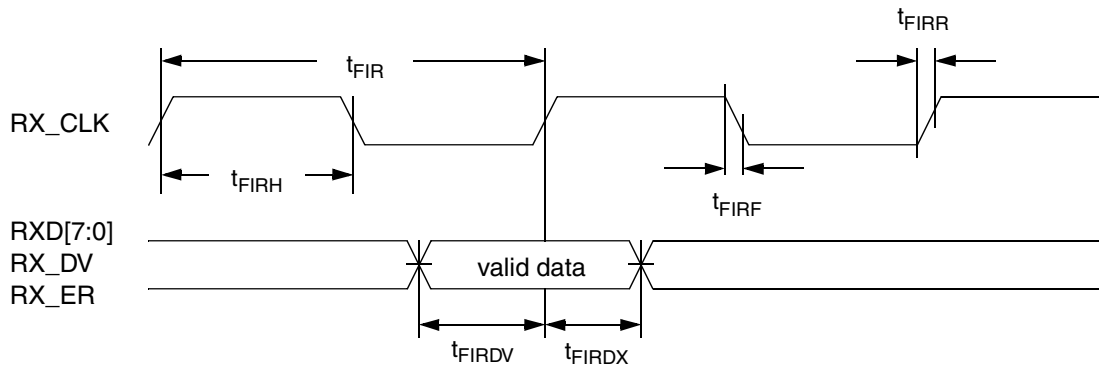 tFIRR
tFIR
RX_CLK
tFIRH
tFIRF
RXD[7:0]
RX_DV
valid data
RX_ER
tFIRDV
tFIRDX